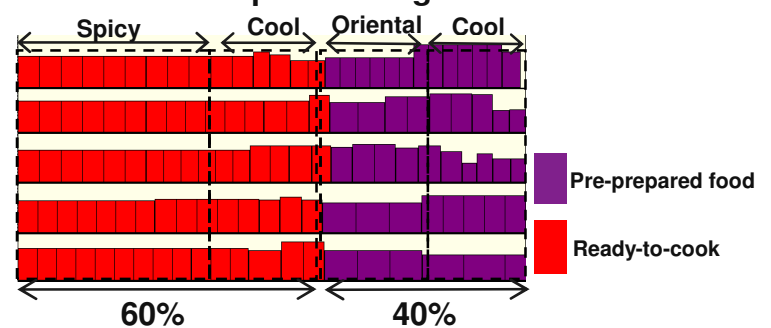 Spicy
Cool
Oriental
Cool
Pre-prepared food
Ready-to-cook
60%
40%